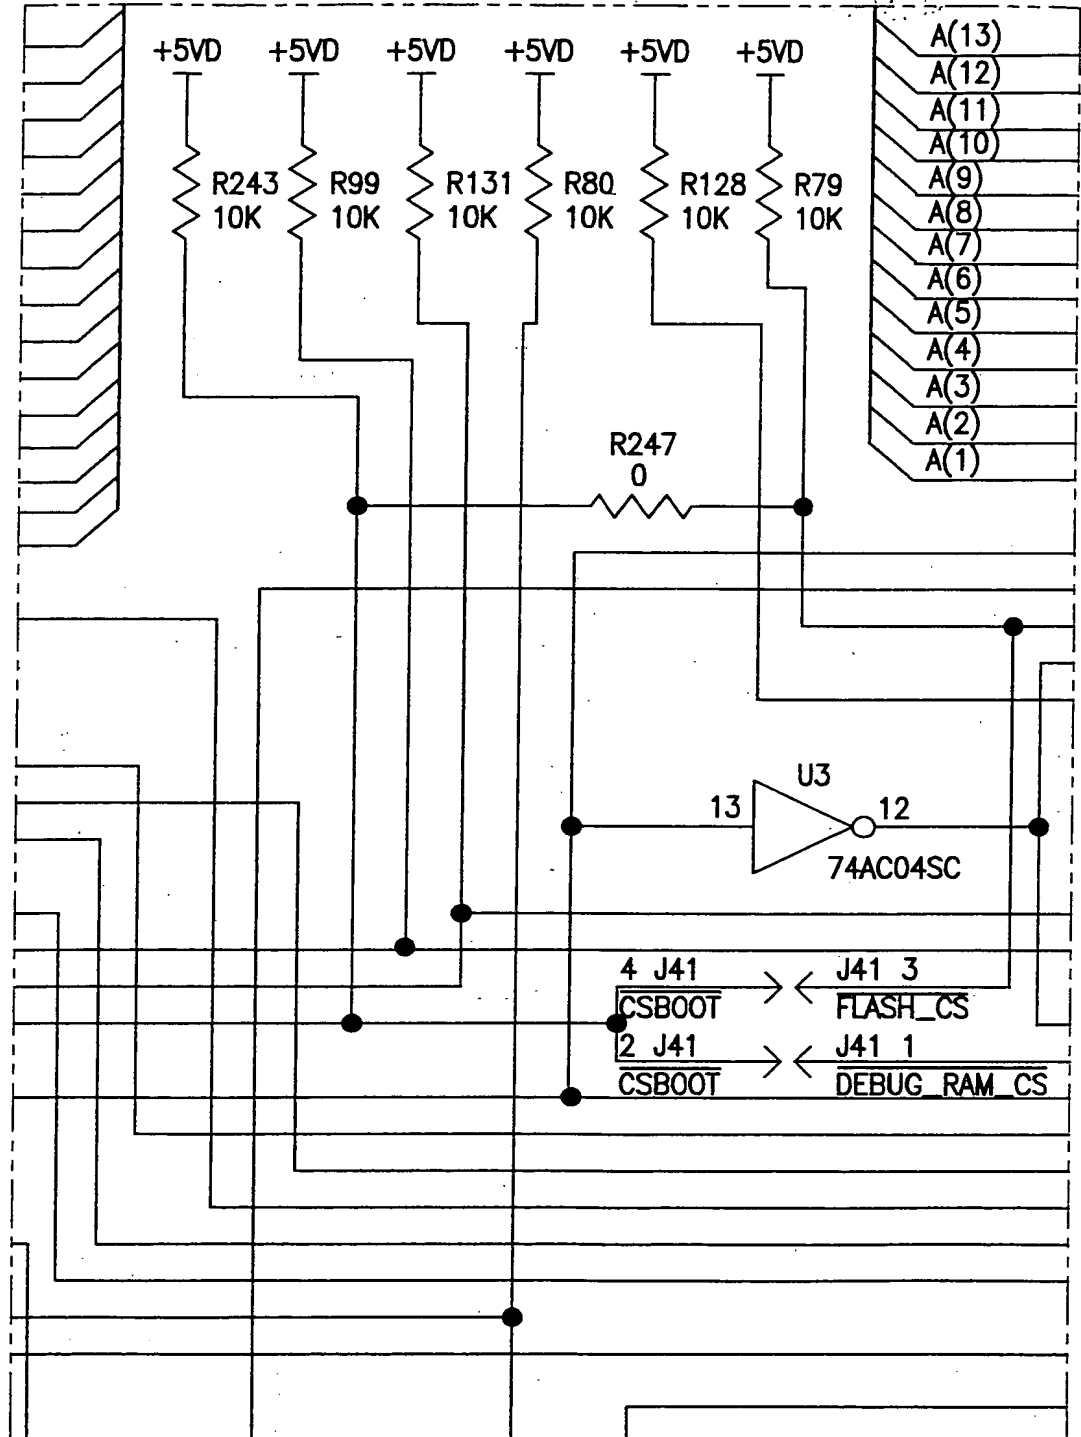 +5VD +5VD +5VD +5VD +5VD +5VD
A(13)
A(12)
A(11)
A(10)
A(9)
A(8)
A(7)
A(6)
A(5)
A(4)
A(3)
A(2)
A(1)
R243
10K
R99
10K
R131
10K
R80
10K
R128
10K
R79
10K
R247
0
U3
13
12
74AC04SC
4 J41
CSBOOT
J41 3
FLASH_CS
2 J41
CSBOOT
J41 1
DEBUG_RAM_CS